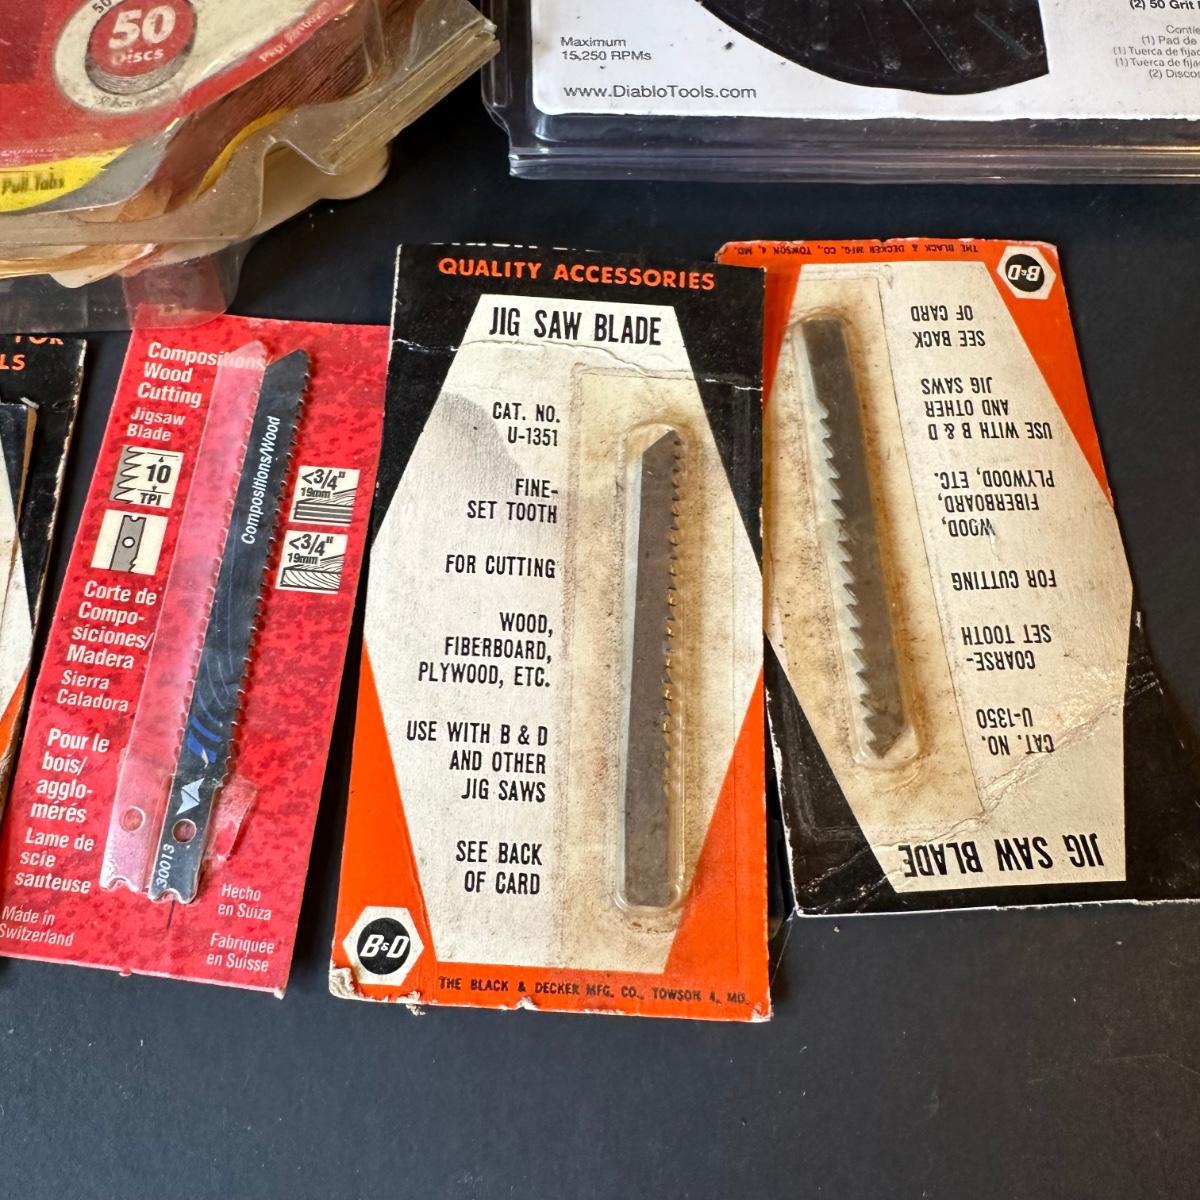 50
50
DISCS
Pull Tabs
Maximum
15,250 RPMs
www.DiabloTools.com
(2) 50 Grit
(1) Pad de
(1) Tuerca de
(1) Tuerca de
(2)
LS
Compositions/
Wood
Cutting
Jigsaw
Blade
10
TPI
Corte de
Compo-
siciones/
Madera
Sierra
Caladora
Pour le
bois/
agglo-
mérés
Lame de
scie
sauteuse
Made in
Switzerland
Compositions/Wood
30013
<3/4"
19mm
<3/4"
19mm
Hecho
en Suiza
Fabriquée
en Suisse
QUALITY ACCESSORIES
JIG SAW BLADE
CAT. NO.
U-1351
FINE-
SET TOOTH
FOR CUTTING
WOOD,
FIBERBOARD,
PLYWOOD, ETC.
USE WITH B & D
AND OTHER
JIG SAWS
SEE BACK
OF CARD
B&D
THE BLACK & DECKER MFG. CO., TOWSON 4, MD.
JIG SAW BLADE
CAT. NO.
U-1350
COARSE-
SET TOOTH
FOR CUTTING
WOOD,
FIBERBOARD,
PLYWOOD, ETC.
USE WITH B & D
AND OTHER
JIG SAWS
SEE BACK
OF CARD
B&D
THE BLACK & DECKER MFG. CO., TOWSON 4, MD.